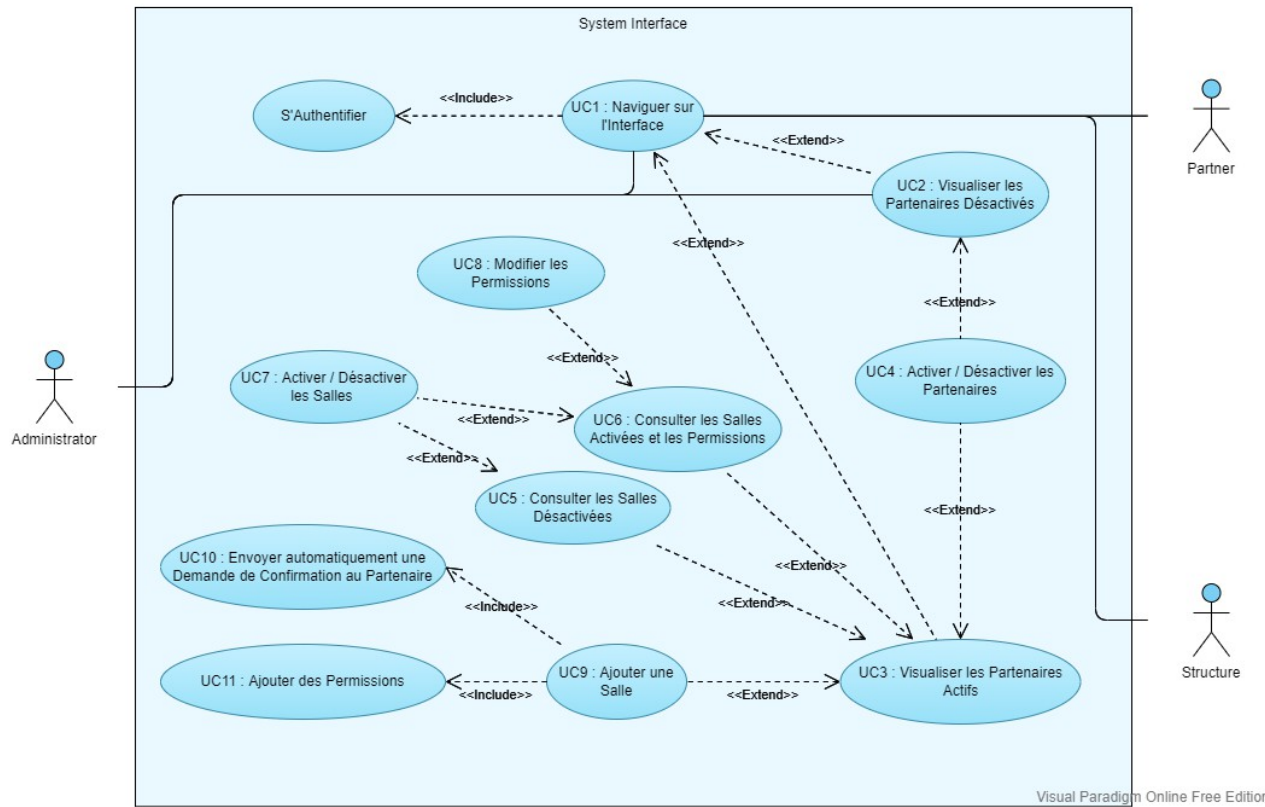 System Interface
<<Include>>
S'Authentifier
UC1 : Naviguer sur
l'Interface
<<Extend>>
Partner
UC2 : Visualiser les
Partenaires Désactivés
<<Extend>>
UC8 : Modifier les
Permissions
<<Extend>>
<<Extend>>
UC7 : Activer / Désactiver
les Salles
UC4 : Activer / Désactiver les
Partenaires
Administrator
<<Extend>>
UC6 : Consulter les Salles
Activées et les Permissions
<<Extend>>
UC5 : Consulter les Salles
Désactivées
<<Extend>>
UC10 : Envoyer automatiquement une
Demande de Confirmation au Partenaire
<<Extend>>
<<Include>>
<<Extend>>
UC11 : Ajouter des Permissions
<<Include>>
UC9 : Ajouter une
Salle
<<Extend>>
UC3 : Visualiser les Partenaires
Actifs
Structure
Visual Paradigm Online Free Edition